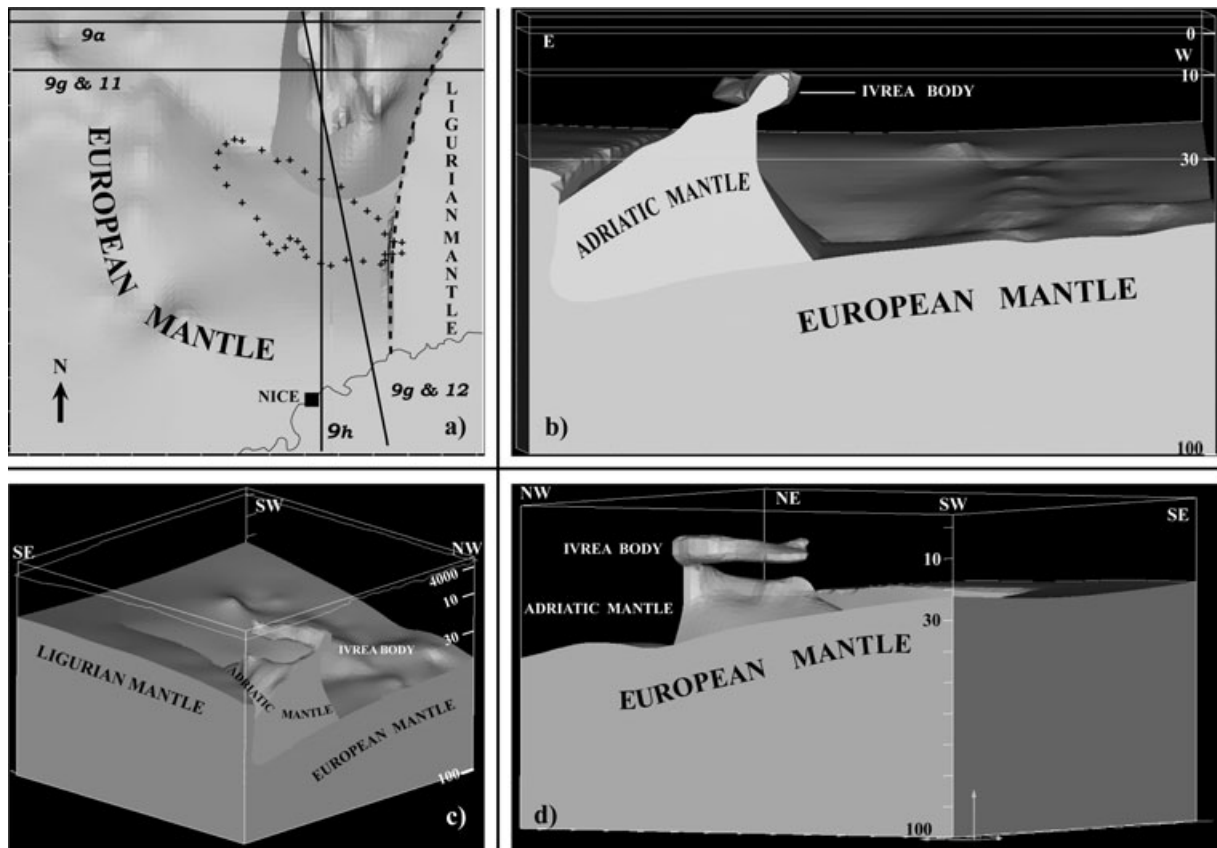 9a
9g & 11
EUROPEAN MANTLE
LIGURIAN MANTLE
N
NICE
9g & 12
9h
a)
E
0
W
10
IVREA BODY
30
ADRIATIC MANTLE
EUROPEAN MANTLE
b)
100
SW
SE
NW
4000
10
30
IVREA BODY
LIGURIAN MANTLE
ADRIATIC MANTLE
EUROPEAN MANTLE
100
c)
NW
NE
SW
SE
IVREA BODY
10
ADRIATIC MANTLE
30
EUROPEAN MANTLE
d)
100